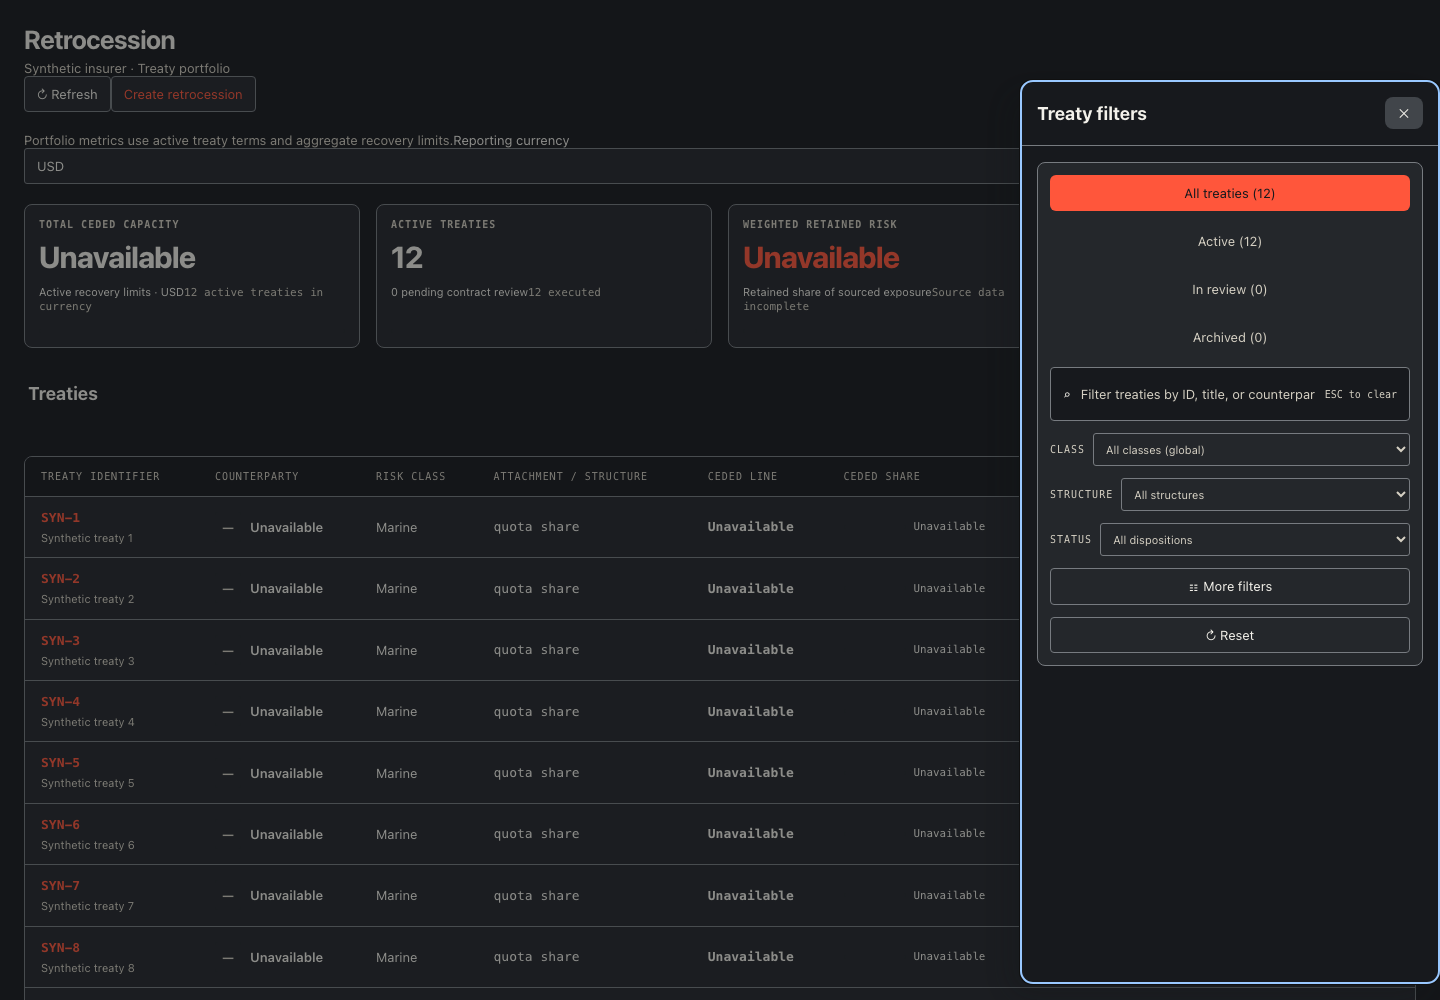 Retrocession
Synthetic insurer · Treaty portfolio
↻ Refresh
Create retrocession
Portfolio metrics use active treaty terms and aggregate recovery limits.Reporting currency
USD
TOTAL CEDED CAPACITY
Unavailable
Active recovery limits · USD12 active treaties in
currency
ACTIVE TREATIES
12
0 pending contract review12 executed
WEIGHTED RETAINED RISK
Unavailable
Retained share of sourced exposureSource data
incomplete
Treaties
TREATY IDENTIFIER COUNTERPARTY RISK CLASS ATTACHMENT / STRUCTURE CEDED LINE CEDED SHARE
SYN-1
Synthetic treaty 1
— Unavailable Marine quota share Unavailable Unavailable
SYN-2
Synthetic treaty 2
— Unavailable Marine quota share Unavailable Unavailable
SYN-3
Synthetic treaty 3
— Unavailable Marine quota share Unavailable Unavailable
SYN-4
Synthetic treaty 4
— Unavailable Marine quota share Unavailable Unavailable
SYN-5
Synthetic treaty 5
— Unavailable Marine quota share Unavailable Unavailable
SYN-6
Synthetic treaty 6
— Unavailable Marine quota share Unavailable Unavailable
SYN-7
Synthetic treaty 7
— Unavailable Marine quota share Unavailable Unavailable
SYN-8
Synthetic treaty 8
— Unavailable Marine quota share Unavailable Unavailable
Treaty filters
×
All treaties (12)
Active (12)
In review (0)
Archived (0)
⌕ Filter treaties by ID, title, or counterpar ESC to clear
CLASS All classes (global)
STRUCTURE All structures
STATUS All dispositions
☷ More filters
↻ Reset